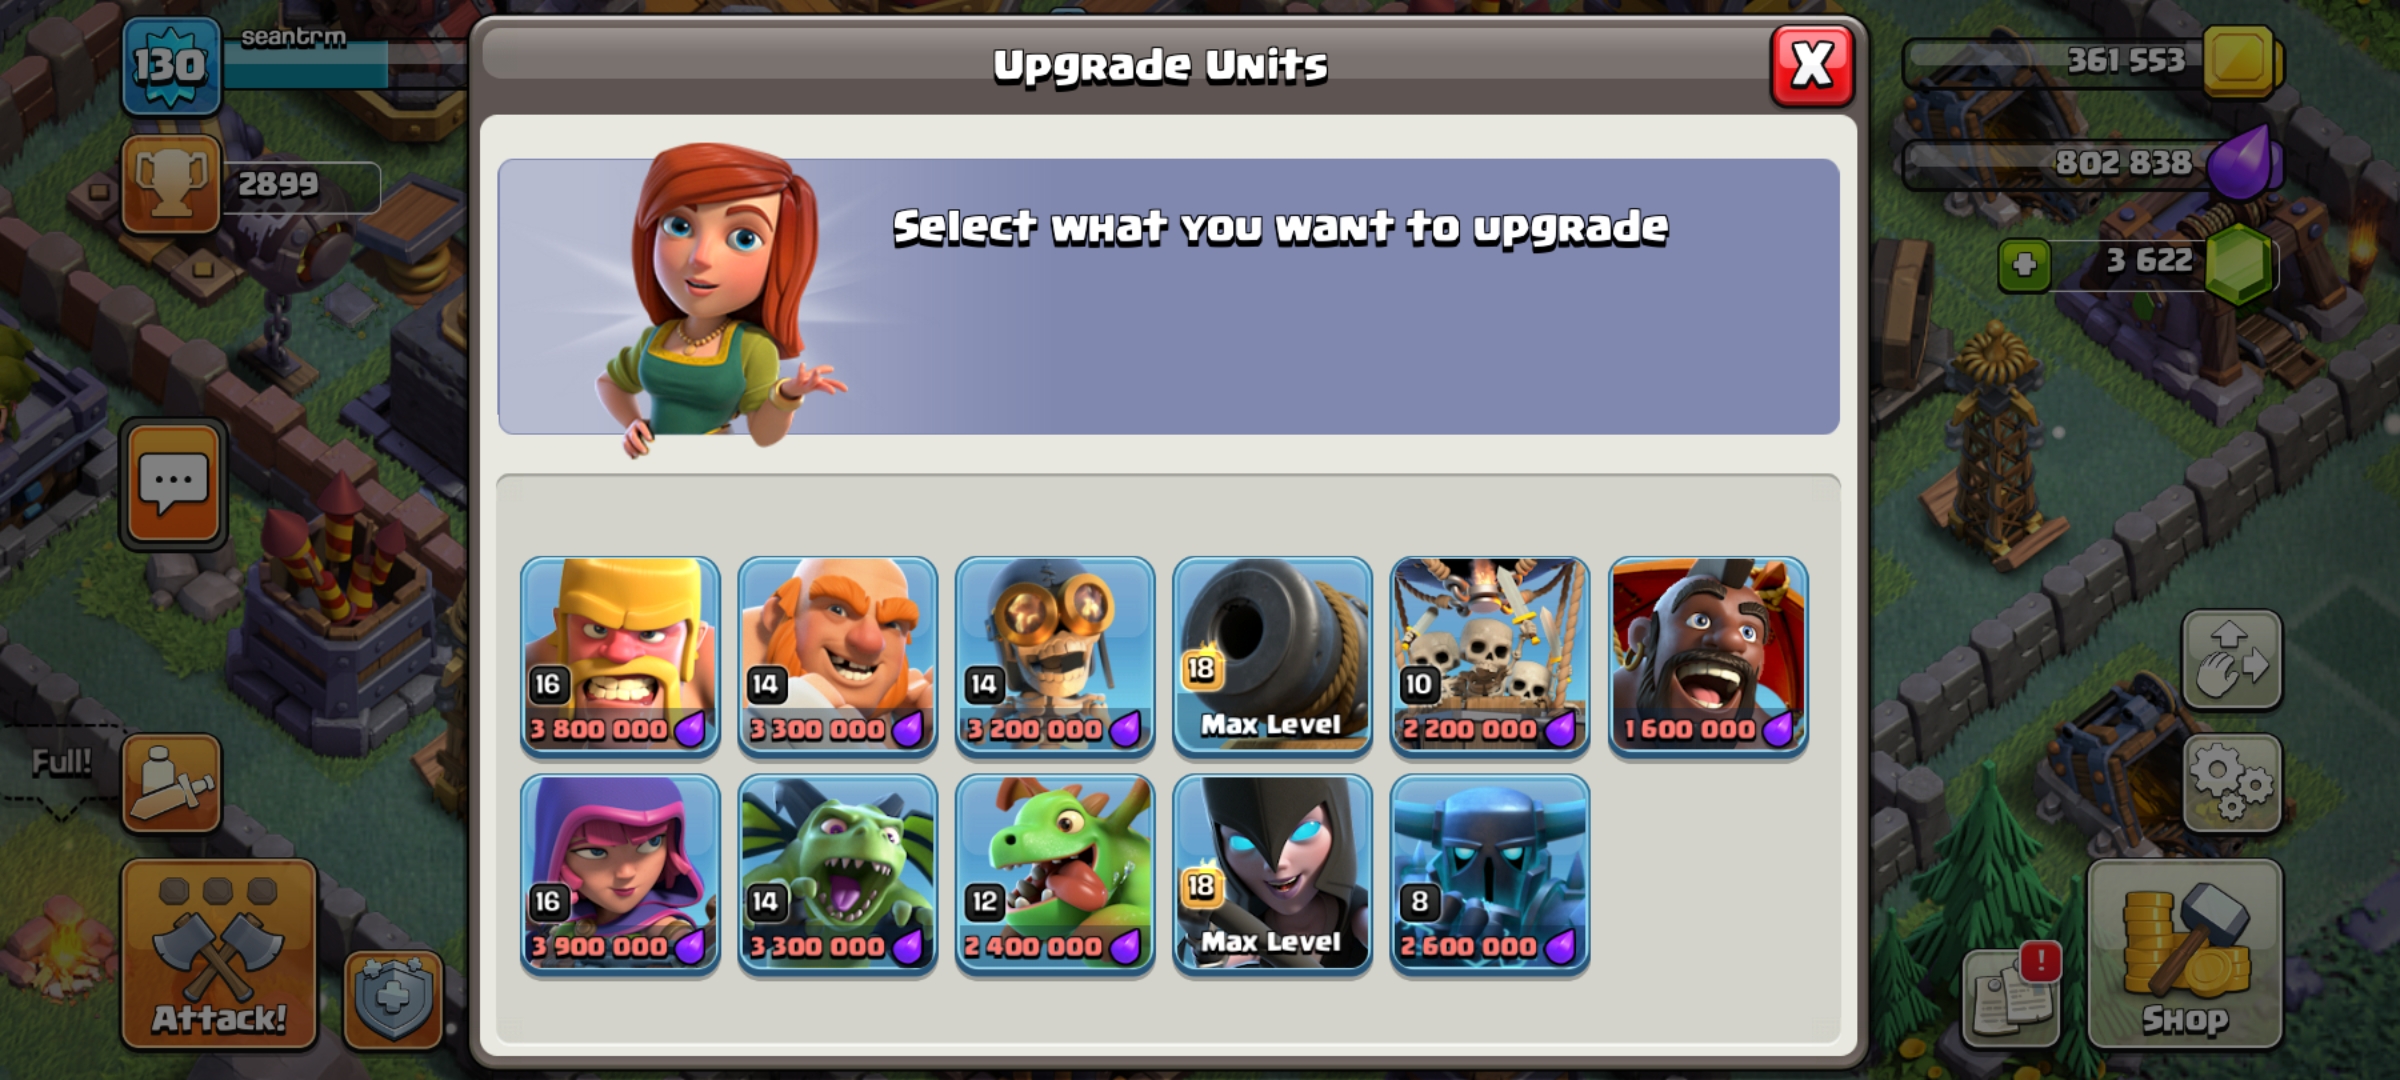 130
seantrm
2899
Full!
Attack!
Upgrade Units
X
Select what you want to upgrade
16
3 800 000
14
3 300 000
14
3 200 000
18
Max Level
10
2 200 000
1 600 000
16
3 900 000
14
3 300 000
12
2 400 000
18
Max Level
8
2 600 000
361 553
802 838
3 622
!
Shop